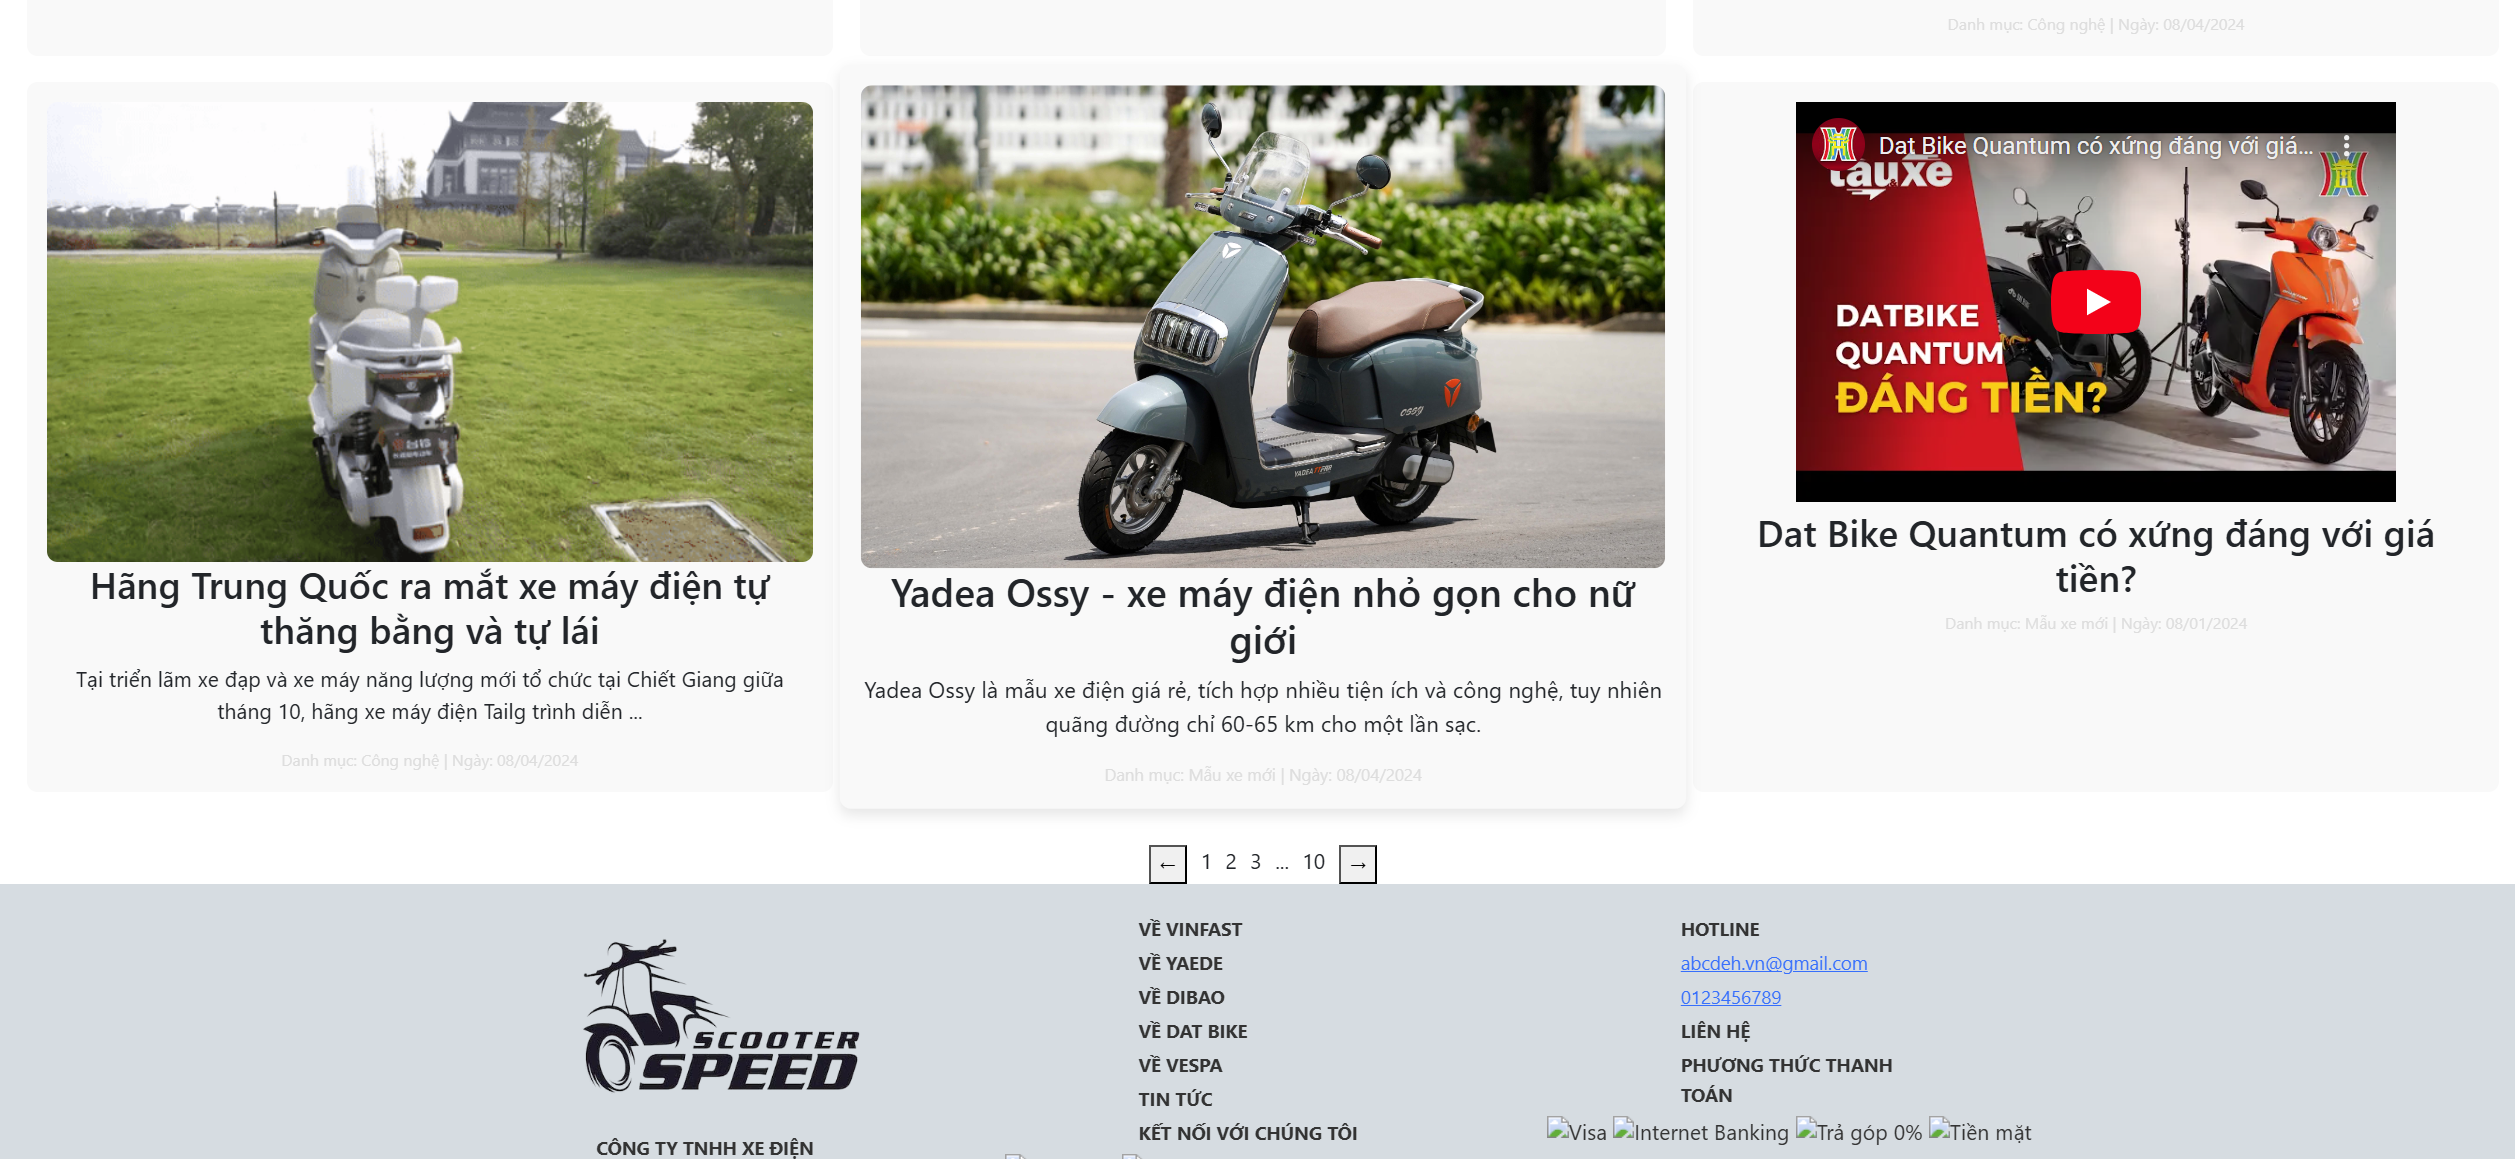 Danh mục: Công nghệ | Ngày: 08/04/2024
Dat Bike Quantum có xứng đáng với giá...
tauxe
DATBIKE
QUANTUM
ĐÁNG TIỀN?
ossy
YADEA
Hãng Trung Quốc ra mắt xe máy điện tự
thăng bằng và tự lái
Tại triển lãm xe đạp và xe máy năng lượng mới tổ chức tại Chiết Giang giữa
tháng 10, hãng xe máy điện Tailg trình diễn ...
Danh mục: Công nghệ | Ngày: 08/04/2024
Yadea Ossy - xe máy điện nhỏ gọn cho nữ
giới
Yadea Ossy là mẫu xe điện giá rẻ, tích hợp nhiều tiện ích và công nghệ, tuy nhiên
quãng đường chỉ 60-65 km cho một lần sạc.
Danh mục: Mẫu xe mới | Ngày: 08/04/2024
Dat Bike Quantum có xứng đáng với giá
tiền?
Danh mục: Mẫu xe mới | Ngày: 08/01/2024
← 1 2 3 ... 10 →
SCOOTER
SPEED
CÔNG TY TNHH XE ĐIỆN
VỀ VINFAST
VỀ YAEDE
VỀ DIBAO
VỀ DAT BIKE
VỀ VESPA
TIN TỨC
KẾT NỐI VỚI CHÚNG TÔI
HOTLINE
abcdeh.vn@gmail.com
0123456789
LIÊN HỆ
PHƯƠNG THỨC THANH
TOÁN
Visa Internet Banking Trả góp 0% Tiền mặt